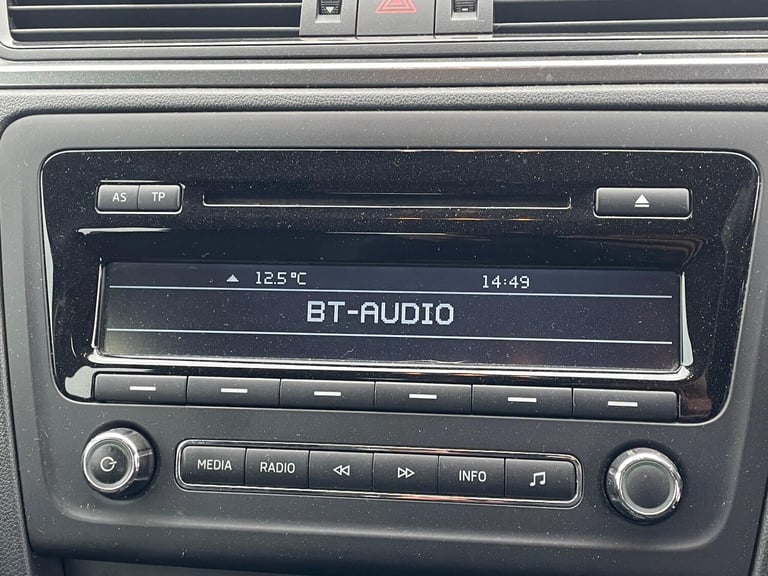 AS TP
12.5°C 14:49
BT-AUDIO
MEDIA RADIO INFO